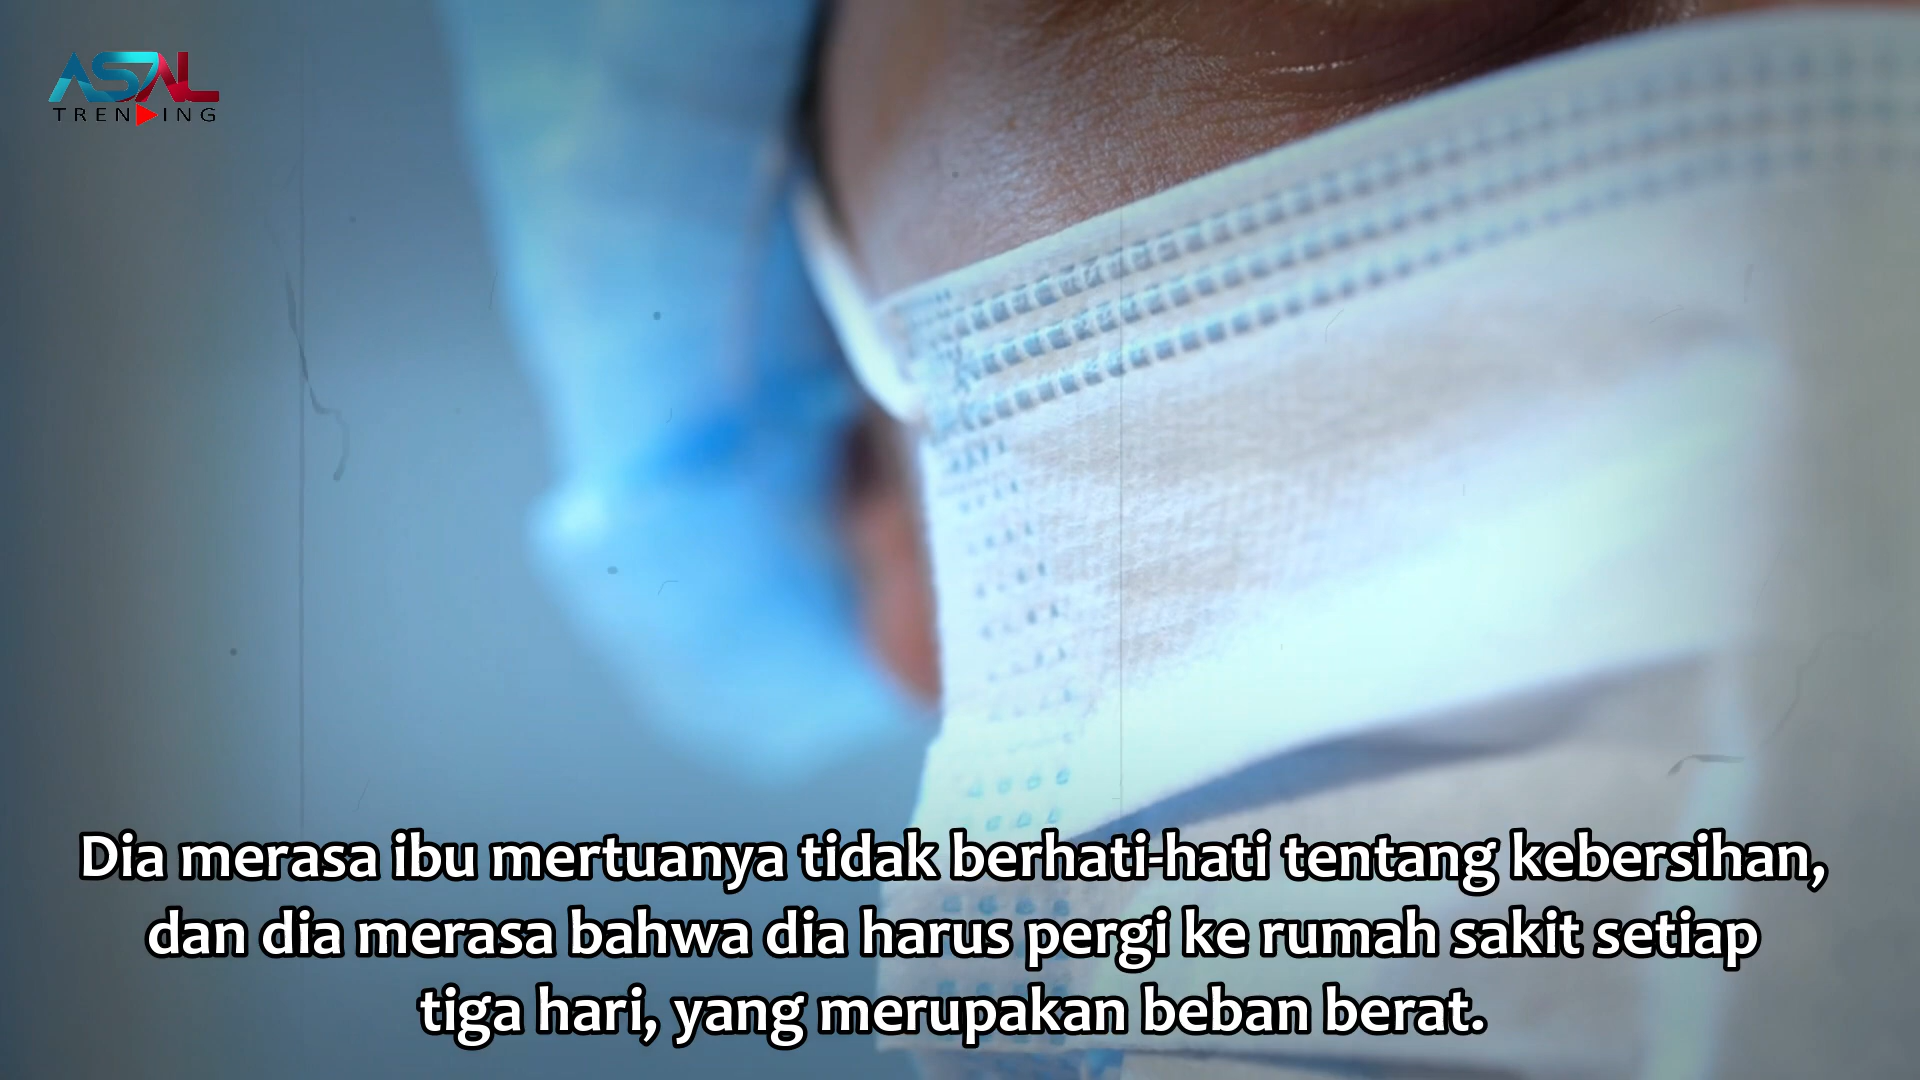 ASAL
TRENDING
Dia merasa ibu mertuanya tidak berhati-hati tentang kebersihan,
dan dia merasa bahwa dia harus pergi ke rumah sakit setiap
tiga hari, yang merupakan beban berat.